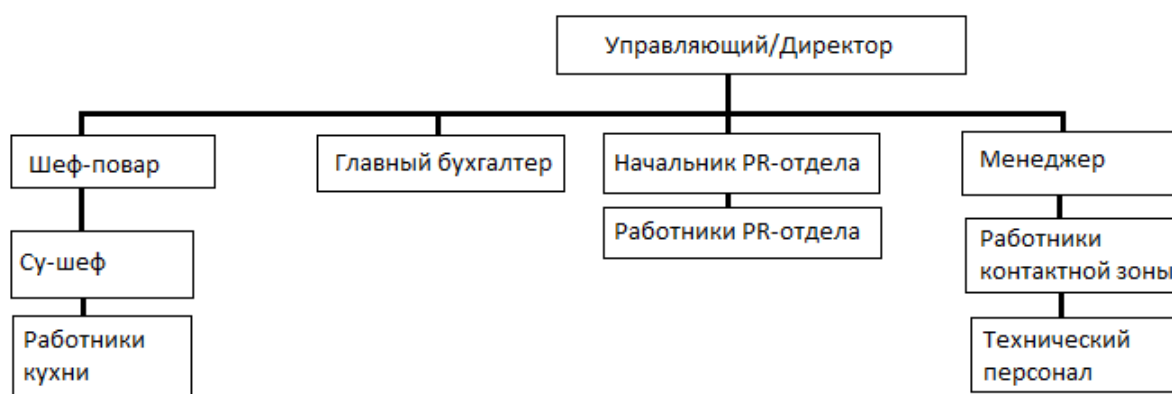 Управляющий/Директор
Шеф-повар
Главный бухгалтер
Начальник PR-отдела
Менеджер
Работники PR-отдела
Работники
контактной зоны
Су-шеф
Работники
кухни
Технический
персонал